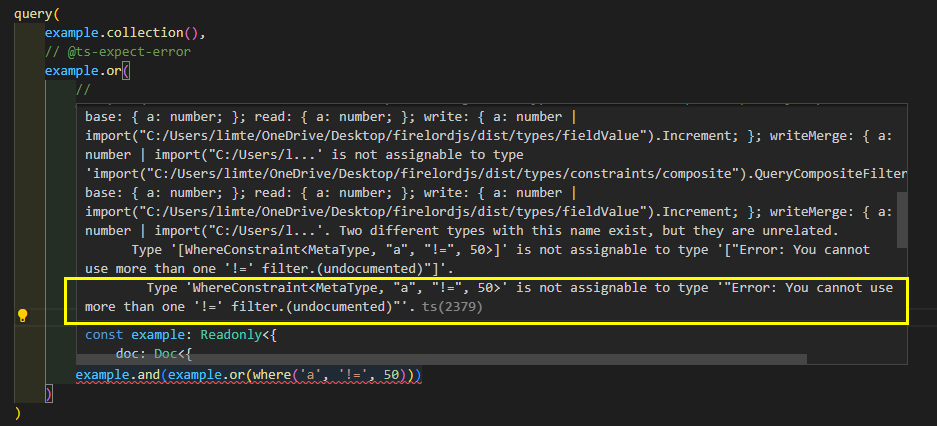 query(
example.collection(),
// @ts-expect-error
example.or(
//
base: { a: number; }; read: { a: number; }; write: { a: number |
import("C:/Users/limte/OneDrive/Desktop/firelordjs/dist/types/fieldValue").Increment; }; writeMerge: { a:
number | import("C:/Users/l...' is not assignable to type
'import("C:/Users/limte/OneDrive/Desktop/firelordjs/dist/types/constraints/composite").QueryCompositeFilter
base: { a: number; }; read: { a: number; }; write: { a: number |
import("C:/Users/limte/OneDrive/Desktop/firelordjs/dist/types/fieldValue").Increment; }; writeMerge: { a:
number | import("C:/Users/l...'. Two different types with this name exist, but they are unrelated.
Type '[WhereConstraint<MetaType, "a", "!=", 50>]' is not assignable to type '["Error: You cannot
use more than one '!=' filter.(undocumented)"]'.
Type 'WhereConstraint<MetaType, "a", "!=", 50>' is not assignable to type '"Error: You cannot use
more than one '!=' filter.(undocumented)"'. ts(2379)
const example: Readonly<{
doc: Doc<{
example.and(example.or(where('a', '!=', 50)))
)
)